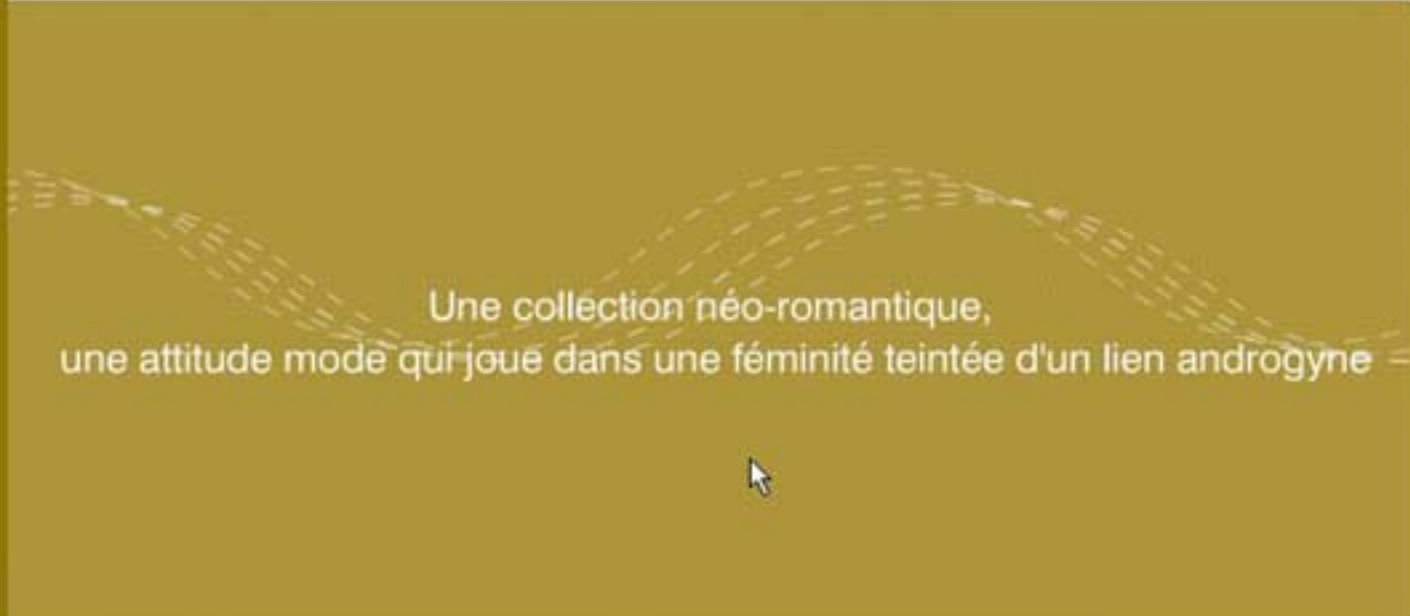 Une collection néo-romantique,
une attitude mode qui joue dans une féminité teintée d'un lien androgyne